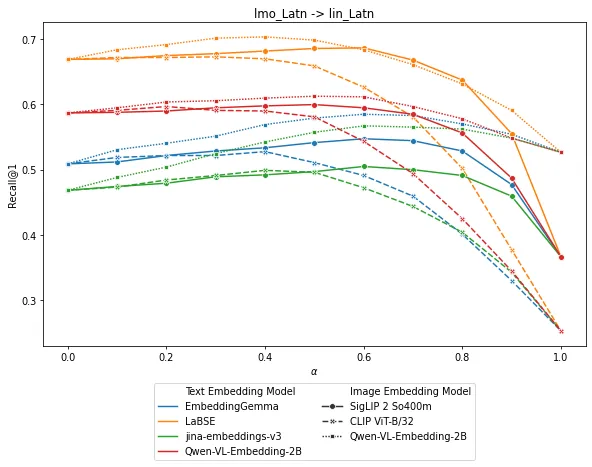 lmo_Latn -> lin_Latn
Recall@1
0.7
0.6
0.5
0.4
0.3
0.0 0.2 0.4 0.6 0.8 1.0
α
Text Embedding Model
EmbeddingGemma
LaBSE
jina-embeddings-v3
Qwen-VL-Embedding-2B
Image Embedding Model
SigLIP 2 So400m
CLIP ViT-B/32
Qwen-VL-Embedding-2B